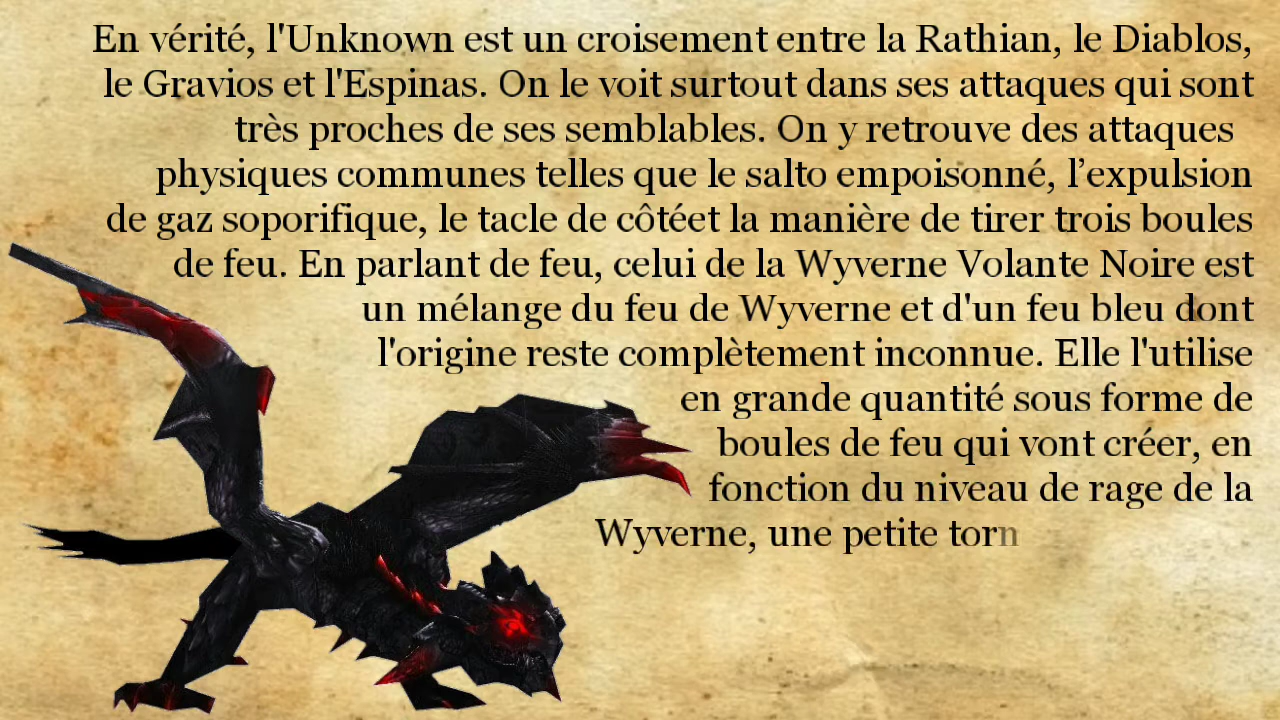 En vérité, l'Unknown est un croisement entre la Rathian, le Diablos,
le Gravios et l'Espinas. On le voit surtout dans ses attaques qui sont
très proches de ses semblables. On y retrouve des attaques
physiques communes telles que le salto empoisonné, l’expulsion
de gaz soporifique, le tacle de côtéet la manière de tirer trois boules
de feu. En parlant de feu, celui de la Wyverne Volante Noire est
un mélange du feu de Wyverne et d'un feu bleu dont
l'origine reste complètement inconnue. Elle l'utilise
en grande quantité sous forme de
boules de feu qui vont créer, en
fonction du niveau de rage de la
Wyverne, une petite torn